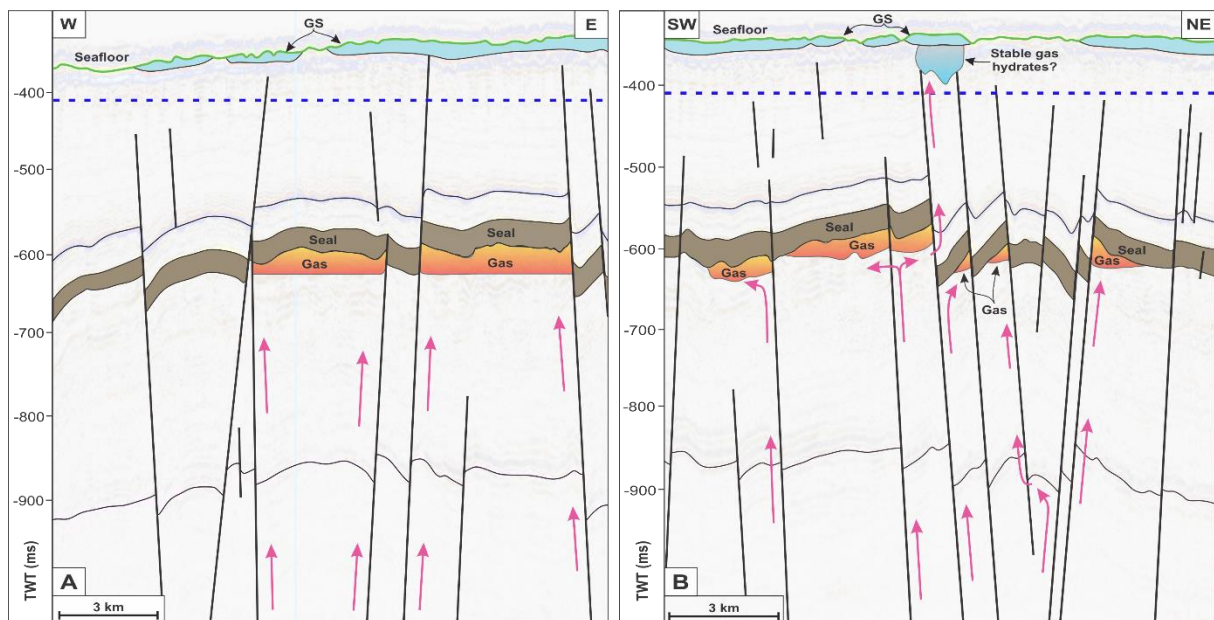 W
GS
E
Seafloor
-400
-500
Seal
Gas
Seal
Gas
-600
-700
-800
-900
TWT (ms)
A
3 km
SW
GS
NE
Seafloor
Stable gas
hydrates?
-400
-500
-600
Gas
Gas
Gas
Gas
Seal
-700
-800
-900
TWT (ms)
B
3 km